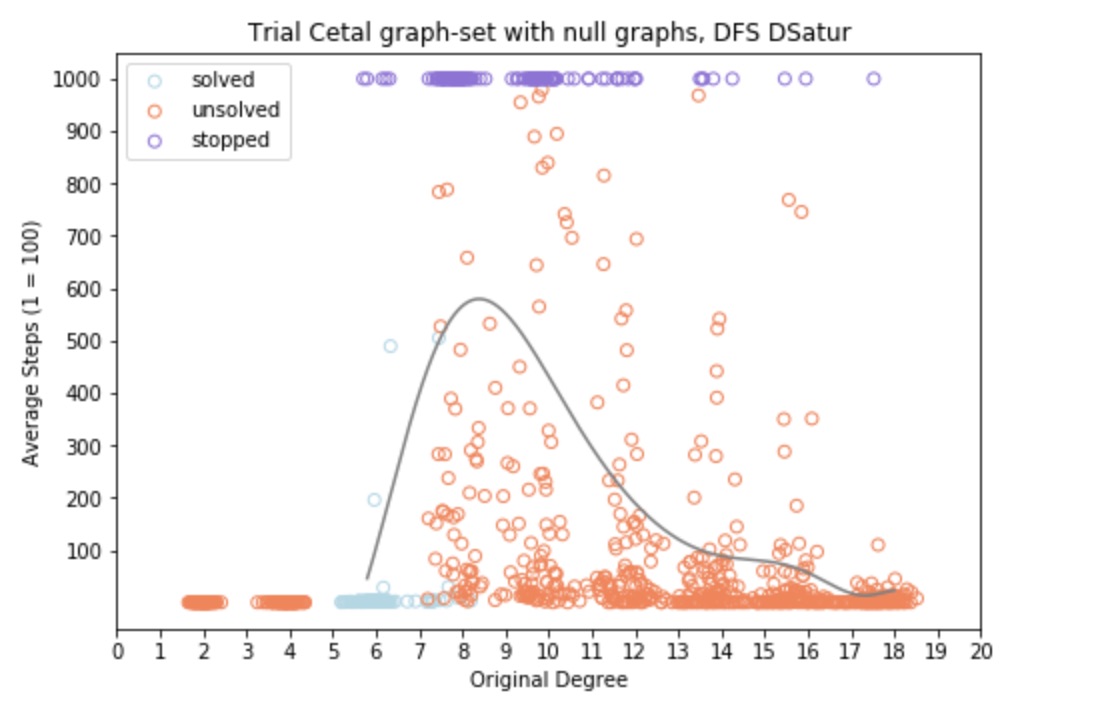 Trial Cetal graph-set with null graphs, DFS DSatur
solved
unsolved
stopped
Average Steps (1 = 100)
1000
900
800
700
600
500
400
300
200
100
0 1 2 3 4 5 6 7 8 9 10 11 12 13 14 15 16 17 18 19 20
Original Degree